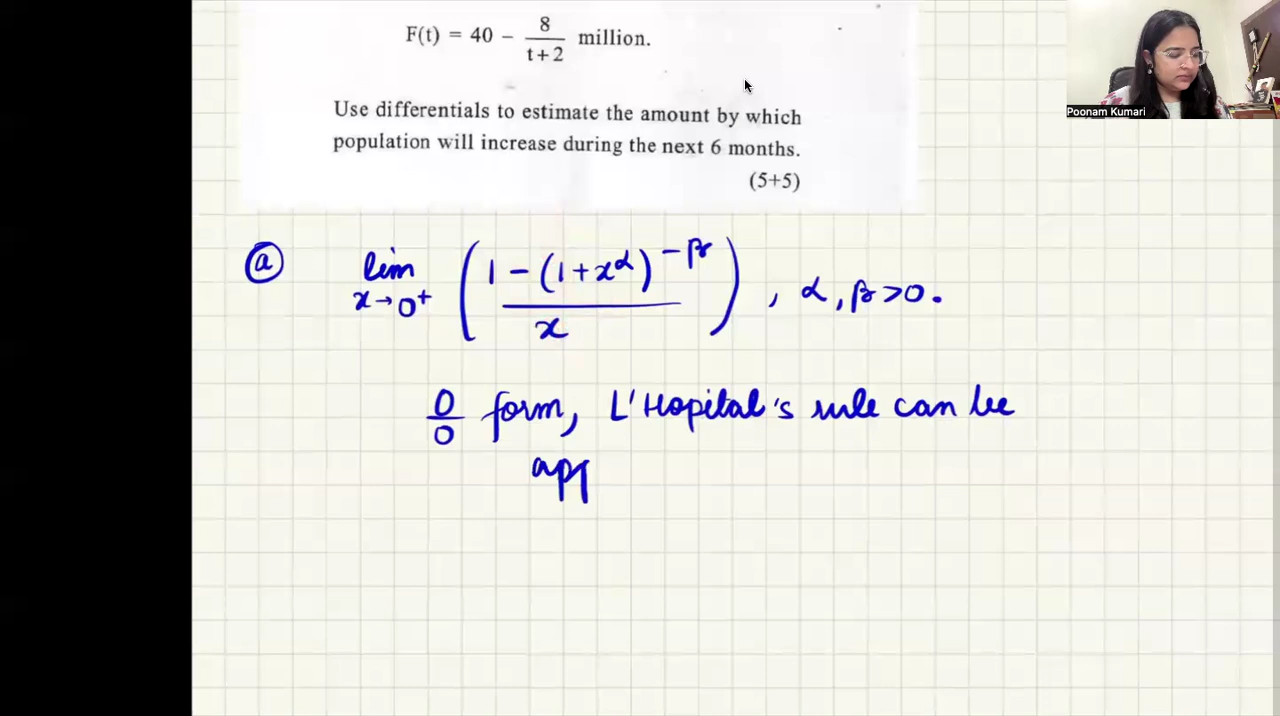 F(t) = 40 - 8/(t+2) million.
Poonam Kumari
Use differentials to estimate the amount by which
population will increase during the next 6 months.
(5+5)
(a) lim x→0⁺ ( (1 - (1 + x^α)^(-β)) / x ), α, β > 0.
0/0 form, L'Hopital's rule can be
app